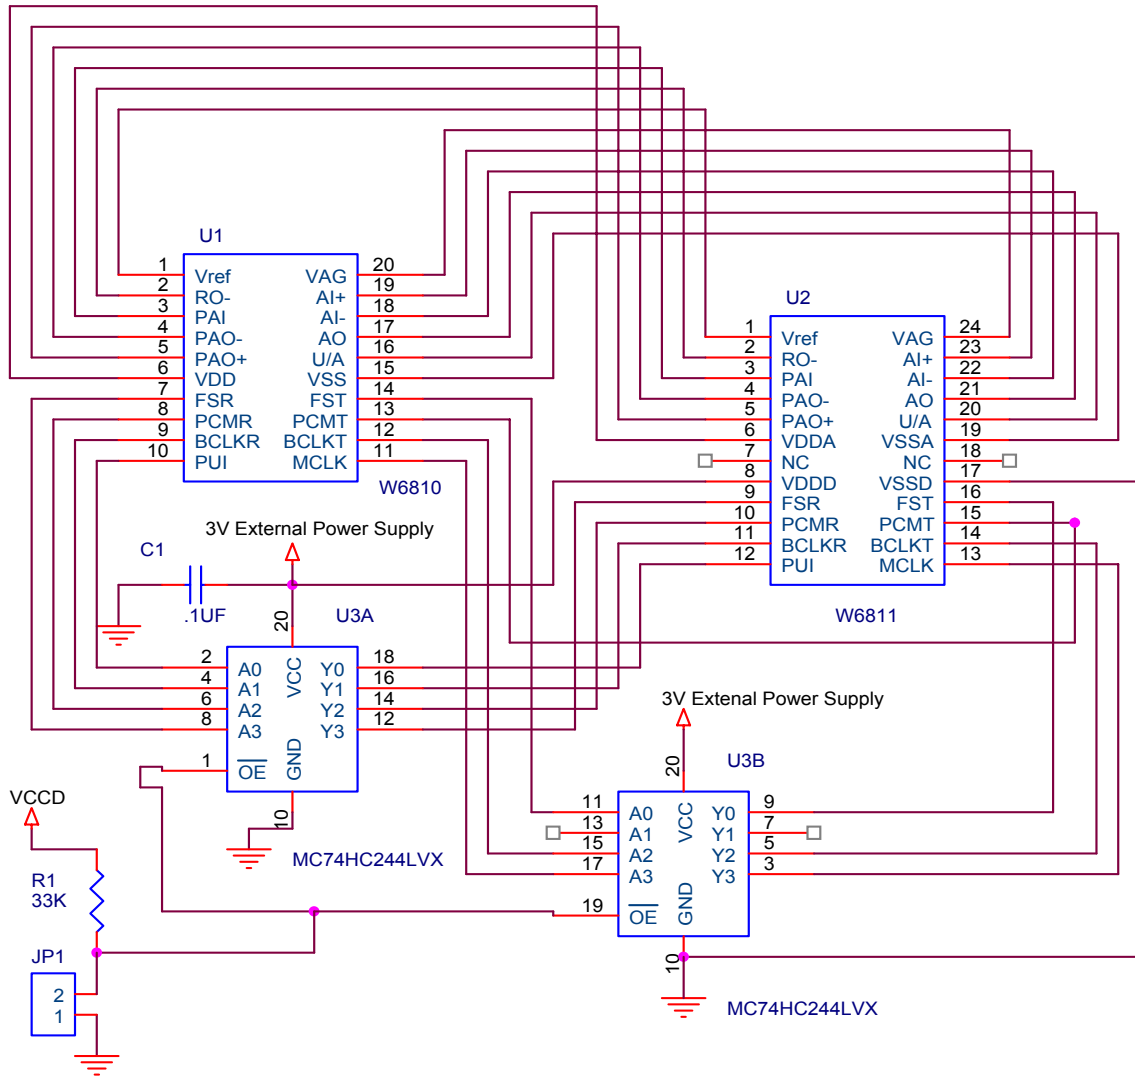 U1
1 Vref VAG 20
2 RO- AI+ 19
3 PAI AI- 18
4 PAO- AO 17
5 PAO+ U/A 16
6 VDD VSS 15
7 FSR FST 14
8 PCMR PCMT 13
9 BCLKR BCLKT 12
10 PUI MCLK 11
W6810
U2
1 Vref VAG 24
2 RO- AI+ 23
3 PAI AI- 22
4 PAO- AO 21
5 PAO+ U/A 20
6 VDDA VSSA 19
7 NC NC 18
8 VDDD VSSD 17
9 FSR FST 16
10 PCMR PCMT 15
11 BCLKR BCLKT 14
12 PUI MCLK 13
W6811
3V External Power Supply
C1
.1UF
U3A
20
VCC
2 A0 Y0 18
4 A1 Y1 16
6 A2 Y2 14
8 A3 Y3 12
1 OE
GND
10
MC74HC244LVX
3V Extenal Power Supply
U3B
20
VCC
11 A0 Y0 9
13 A1 Y1 7
15 A2 Y2 5
17 A3 Y3 3
19 OE
GND
10
MC74HC244LVX
VCCD
R1
33K
JP1
2
1